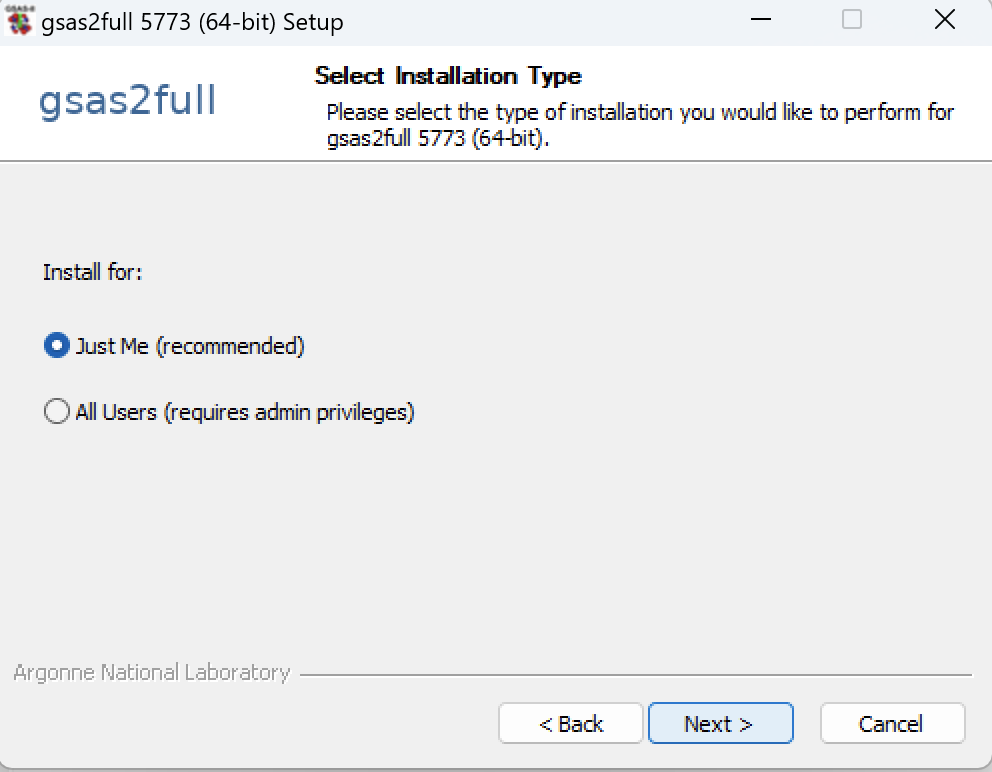 gsas2full 5773 (64-bit) Setup
gsas2full
Select Installation Type
Please select the type of installation you would like to perform for
gsas2full 5773 (64-bit).
Install for:
Just Me (recommended)
All Users (requires admin privileges)
Argonne National Laboratory
< Back
Next >
Cancel